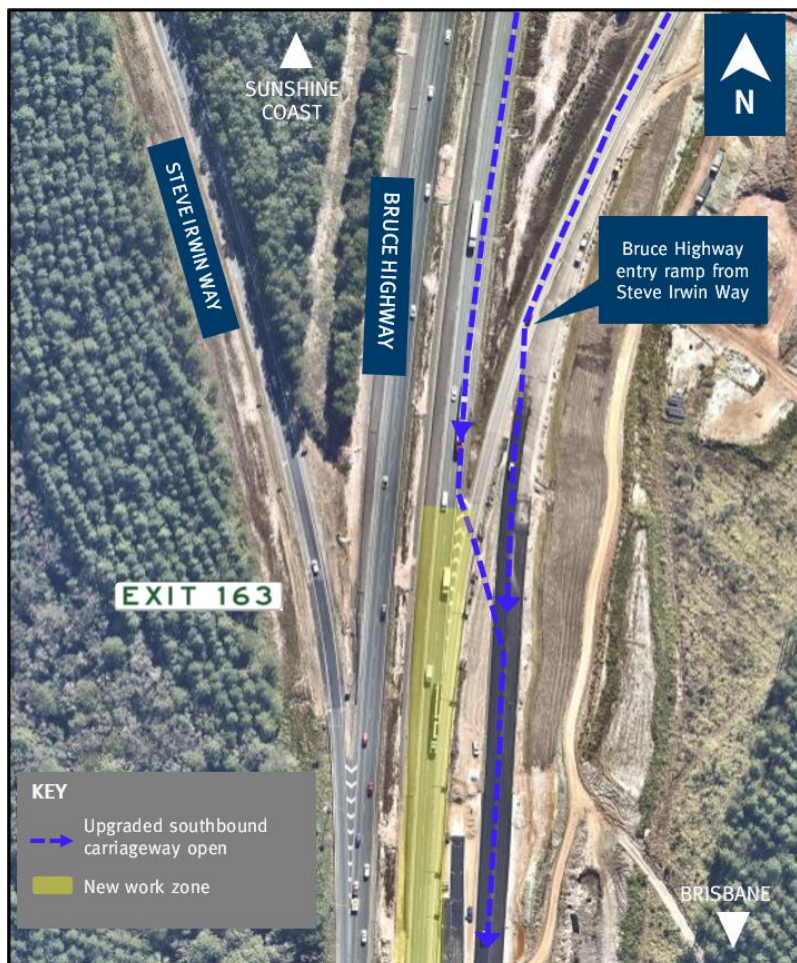 SUNSHINE
COAST
N
STEVE IRWIN WAY
BRUCE HIGHWAY
Bruce Highway
entry ramp from
Steve Irwin Way
EXIT 163
KEY
Upgraded southbound
carriageway open
New work zone
BRISBANE